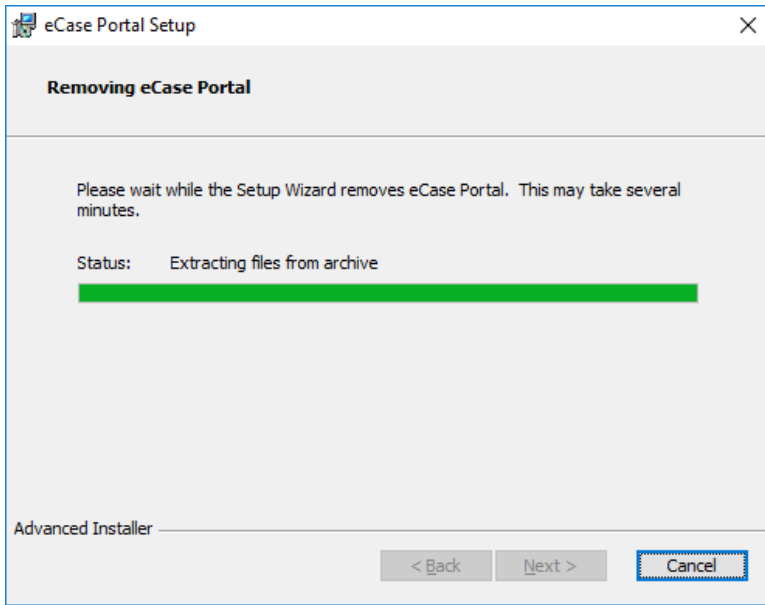 eCase Portal Setup
Removing eCase Portal
Please wait while the Setup Wizard removes eCase Portal. This may take several
minutes.
Status: Extracting files from archive
Advanced Installer
< Back Next > Cancel